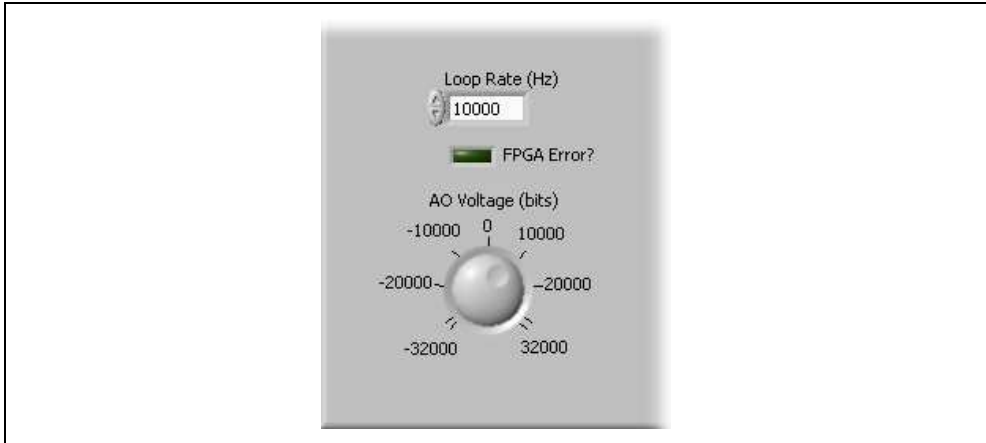 Loop Rate (Hz)
10000
FPGA Error?
AO Voltage (bits)
-10000 0 10000
-20000 -20000
-32000 32000